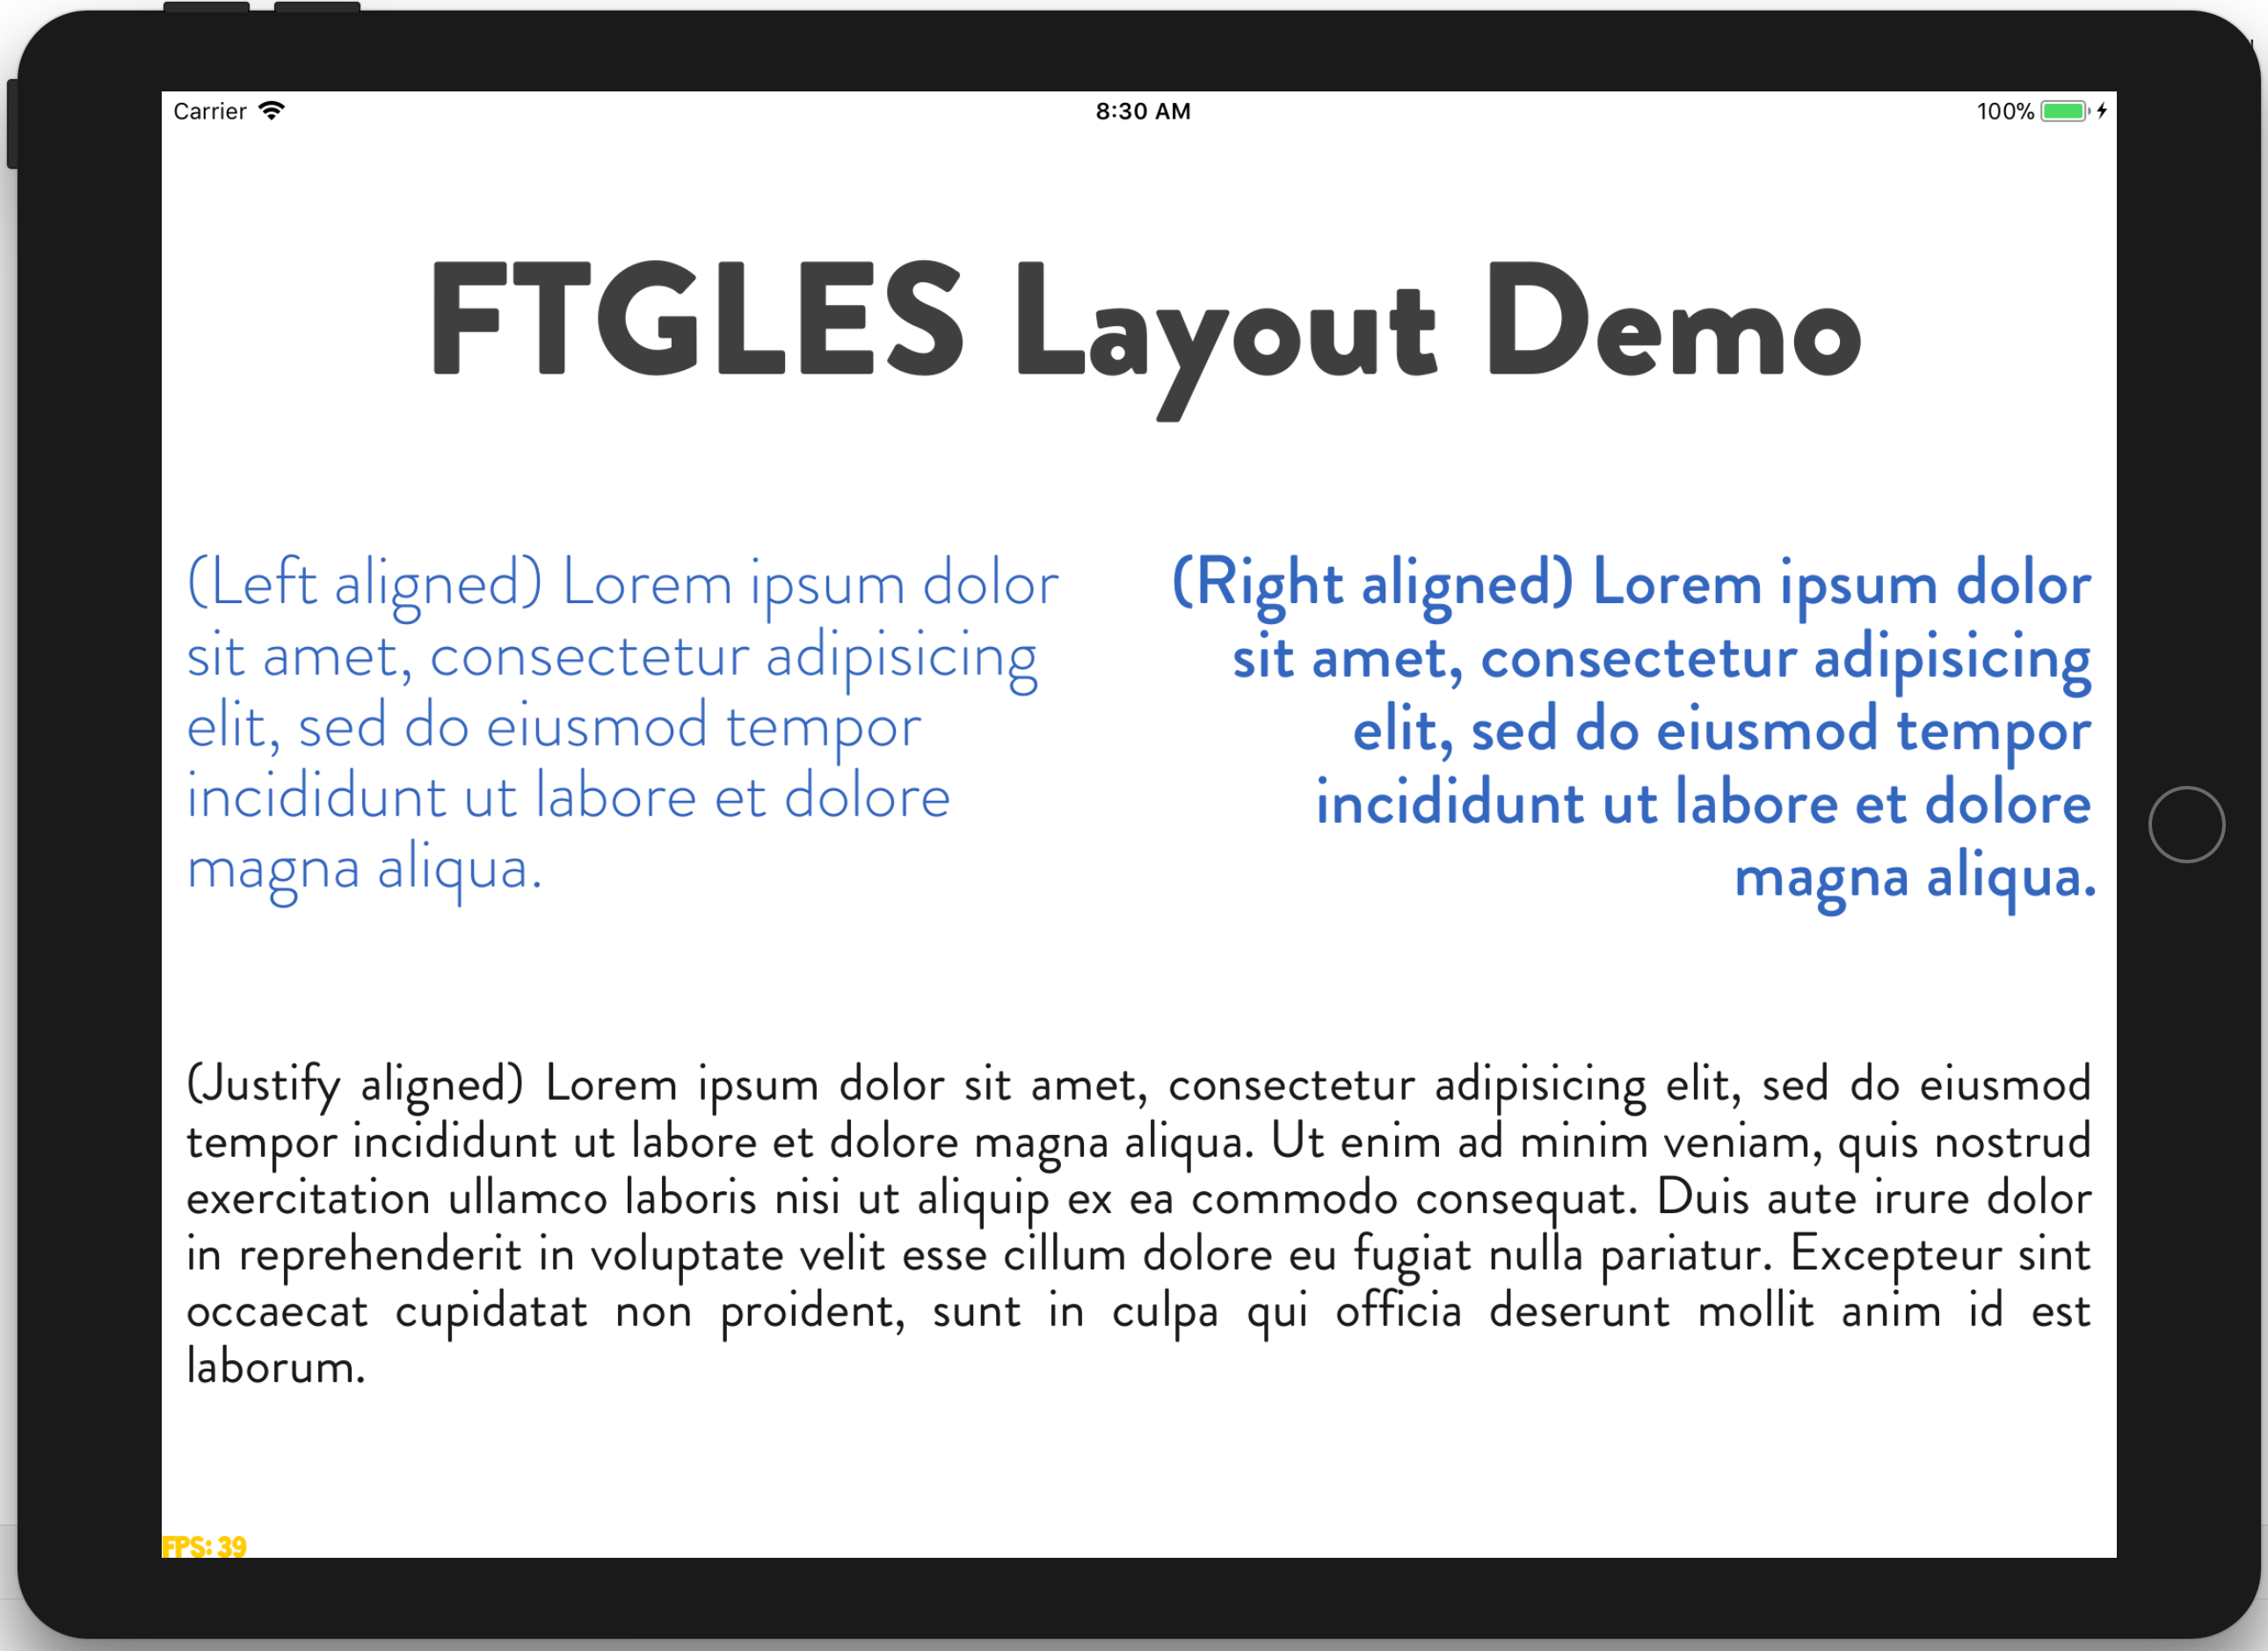 Carrier 8:30 AM 100%
FTGLES Layout Demo
(Left aligned) Lorem ipsum dolor
sit amet, consectetur adipisicing
elit, sed do eiusmod tempor
incididunt ut labore et dolore
magna aliqua.
(Right aligned) Lorem ipsum dolor
sit amet, consectetur adipisicing
elit, sed do eiusmod tempor
incididunt ut labore et dolore
magna aliqua.
(Justify aligned) Lorem ipsum dolor sit amet, consectetur adipisicing elit, sed do eiusmod
tempor incididunt ut labore et dolore magna aliqua. Ut enim ad minim veniam, quis nostrud
exercitation ullamco laboris nisi ut aliquip ex ea commodo consequat. Duis aute irure dolor
in reprehenderit in voluptate velit esse cillum dolore eu fugiat nulla pariatur. Excepteur sint
occaecat cupidatat non proident, sunt in culpa qui officia deserunt mollit anim id est
laborum.
FPS: 39